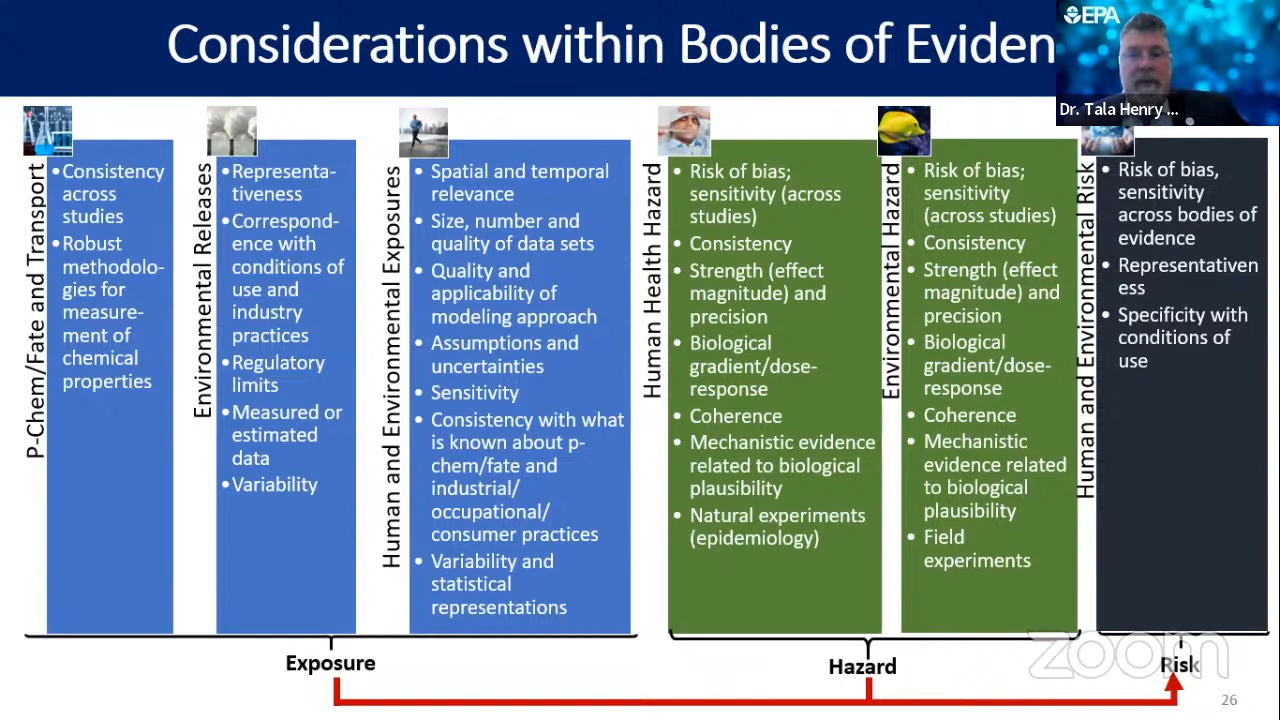 Considerations within Bodies of Eviden
EPA
Dr. Tala Henry ...
P-Chem/Fate and Transport
•Consistency
across
studies
•Robust
methodolo-
gies for
measure-
ment of
chemical
properties
Environmental Releases
•Representa-
tiveness
•Correspond-
ence with
conditions of
use and
industry
practices
•Regulatory
limits
•Measured or
estimated
data
•Variability
Human and Environmental Exposures
• Spatial and temporal
relevance
• Size, number and
quality of data sets
• Quality and
applicability of
modeling approach
• Assumptions and
uncertainties
• Sensitivity
• Consistency with what
is known about p-
chem/fate and
industrial/
occupational/
consumer practices
• Variability and
statistical
representations
Human Health Hazard
• Risk of bias;
sensitivity (across
studies)
• Consistency
• Strength (effect
magnitude) and
precision
• Biological
gradient/dose-
response
• Coherence
• Mechanistic evidence
related to biological
plausibility
• Natural experiments
(epidemiology)
Environmental Hazard
• Risk of bias;
sensitivity
(across studies)
• Consistency
• Strength (effect
magnitude) and
precision
• Biological
gradient/dose-
response
• Coherence
• Mechanistic
evidence related
to biological
plausibility
• Field
experiments
Human and Environmental Risk
• Risk of bias,
sensitivity
across bodies of
evidence
• Representativen
ess
• Specificity with
conditions of
use
Exposure
Hazard
Risk
zoom
26